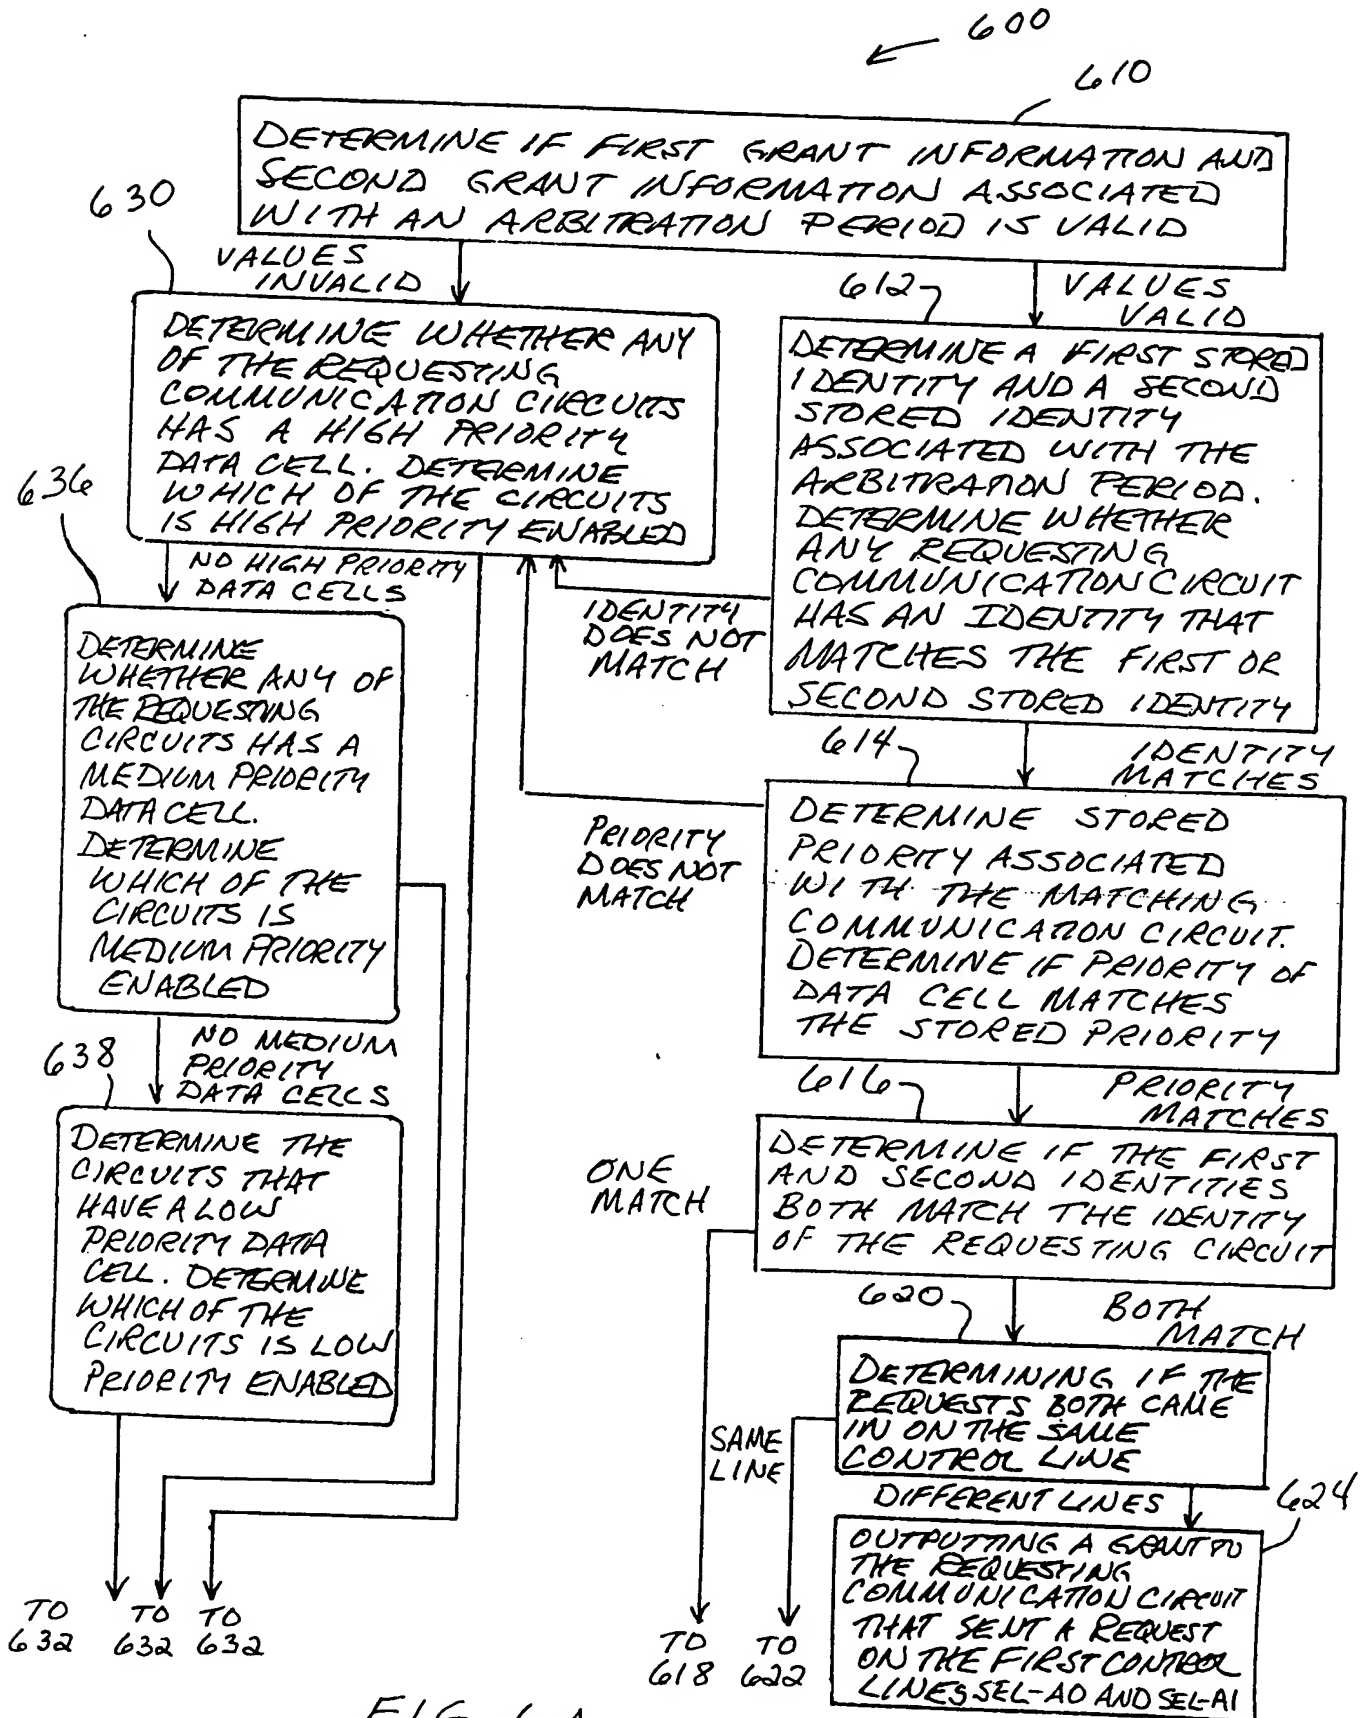 600
610
DETERMINE IF FIRST GRANT INFORMATION AND
SECOND GRANT INFORMATION ASSOCIATED
WITH AN ARBITRATION PERIOD IS VALID
630
VALUES
INVALID
DETERMINE WHETHER ANY
OF THE REQUESTING
COMMUNICATION CIRCUITS
HAS A HIGH PRIORITY
DATA CELL. DETERMINE
WHICH OF THE CIRCUITS
IS HIGH PRIORITY ENABLED
612
VALUES
VALID
DETERMINE A FIRST STORED
IDENTITY AND A SECOND
STORED IDENTITY
ASSOCIATED WITH THE
ARBITRATION PERIOD.
DETERMINE WHETHER
ANY REQUESTING
COMMUNICATION CIRCUIT
HAS AN IDENTITY THAT
MATCHES THE FIRST OR
SECOND STORED IDENTITY
IDENTITY
DOES NOT
MATCH
636
NO HIGH PRIORITY
DATA CELLS
DETERMINE
WHETHER ANY OF
THE REQUESTING
CIRCUITS HAS A
MEDIUM PRIORITY
DATA CELL.
DETERMINE
WHICH OF THE
CIRCUITS IS
MEDIUM PRIORITY
ENABLED
614
IDENTITY
MATCHES
DETERMINE STORED
PRIORITY ASSOCIATED
WITH THE MATCHING
COMMUNICATION CIRCUIT.
DETERMINE IF PRIORITY OF
DATA CELL MATCHES
THE STORED PRIORITY
PRIORITY
DOES NOT
MATCH
638
NO MEDIUM
PRIORITY
DATA CELLS
DETERMINE THE
CIRCUITS THAT
HAVE A LOW
PRIORITY DATA
CELL. DETERMINE
WHICH OF THE
CIRCUITS IS LOW
PRIORITY ENABLED
616
PRIORITY
MATCHES
DETERMINE IF THE FIRST
AND SECOND IDENTITIES
BOTH MATCH THE IDENTITY
OF THE REQUESTING CIRCUIT
ONE
MATCH
620
BOTH
MATCH
DETERMINING IF THE
REQUESTS BOTH CAME
IN ON THE SAME
CONTROL LINE
SAME
LINE
DIFFERENT LINES
624
OUTPUTTING A GRANT TO
THE REQUESTING
COMMUNICATION CIRCUIT
THAT SENT A REQUEST
ON THE FIRST CONTROL
LINES SEL-A0 AND SEL-A1
TO
632
TO
632
TO
632
TO
618
TO
622